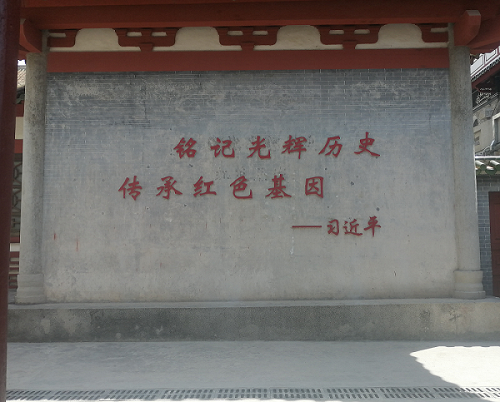 铭记光辉历史
传承红色基因
——习近平